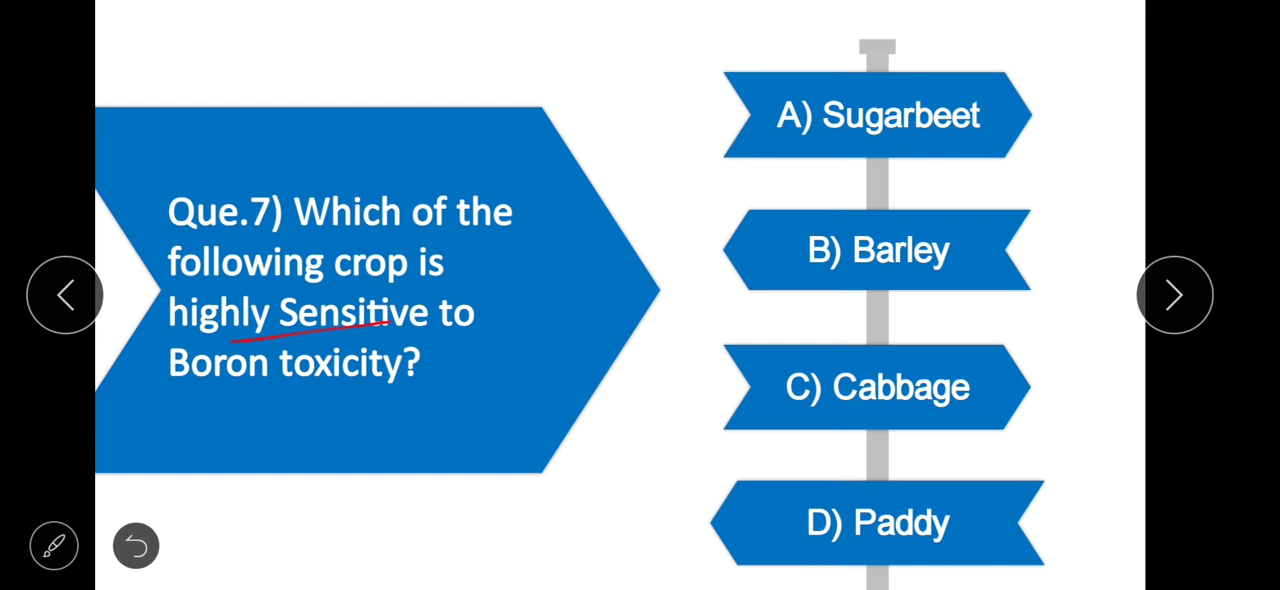 Que.7) Which of the
following crop is
highly Sensitive to
Boron toxicity?
A) Sugarbeet
B) Barley
C) Cabbage
D) Paddy